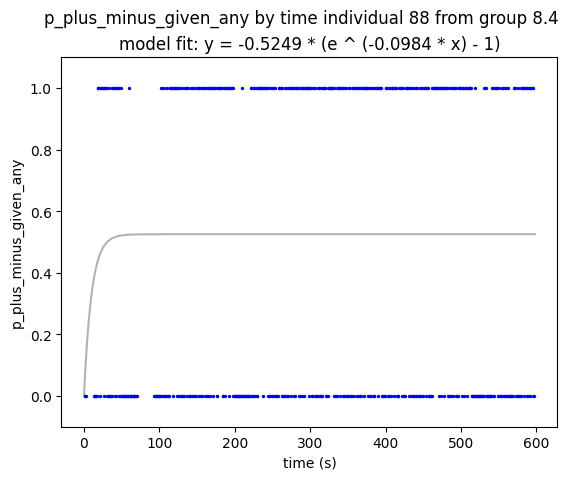 p_plus_minus_given_any by time individual 88 from group 8.4
model fit: y = -0.5249 * (e ^ (-0.0984 * x) - 1)
p_plus_minus_given_any
1.0
0.8
0.6
0.4
0.2
0.0
0 100 200 300 400 500 600
time (s)